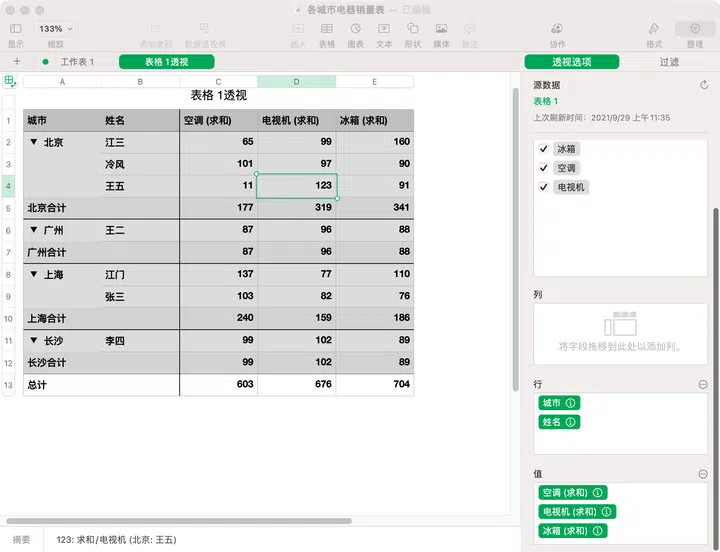 各城市电器销量表 — 已编辑
133%
显示
缩放
添加类别
数据透视表
插入
表格
图表
文本
形状
媒体
批注
协作
格式
整理
工作表 1
表格 1透视
透视选项
过滤
A B C D E
表格 1透视
1 城市 姓名 空调 (求和) 电视机 (求和) 冰箱 (求和)
2 北京 江三 65 99 160
3 冷风 101 97 90
4 王五 11 123 91
5 北京合计 177 319 341
6 广州 王二 87 96 88
7 广州合计 87 96 88
8 上海 江门 137 77 110
9 张三 103 82 76
10 上海合计 240 159 186
11 长沙 李四 99 102 89
12 长沙合计 99 102 89
13 总计 603 676 704
源数据
表格 1
上次刷新时间：2021/9/29 上午11:35
冰箱
空调
电视机
列
将字段拖移到此处以添加列。
行
城市
姓名
值
空调 (求和)
电视机 (求和)
冰箱 (求和)
摘要
123: 求和/电视机 (北京: 王五)